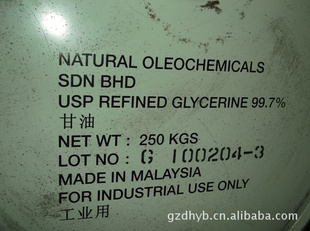 NATURAL OLEOCHEMICALS
SDN BHD
USP REFINED GLYCERINE 99.7%
甘油
NET WT: 250 KGS
LOT NO: G 100204-3
MADE IN MALAYSIA
FOR INDUSTRIAL USE ONLY
工业用
gzdhyb.cn.alibaba.com